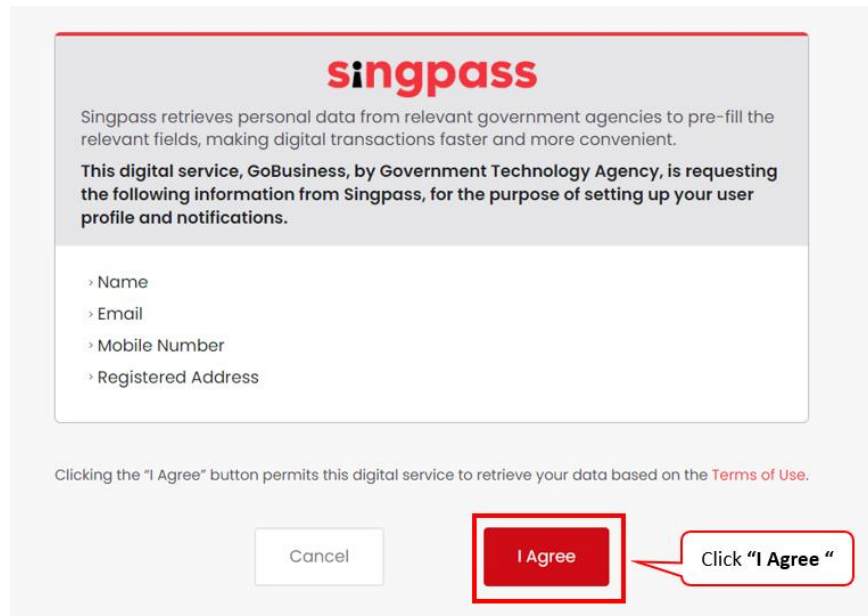 singpass
Singpass retrieves personal data from relevant government agencies to pre-fill the
relevant fields, making digital transactions faster and more convenient.
This digital service, GoBusiness, by Government Technology Agency, is requesting
the following information from Singpass, for the purpose of setting up your user
profile and notifications.
› Name
› Email
› Mobile Number
› Registered Address
Clicking the “I Agree” button permits this digital service to retrieve your data based on the Terms of Use.
Cancel
I Agree
Click “I Agree “